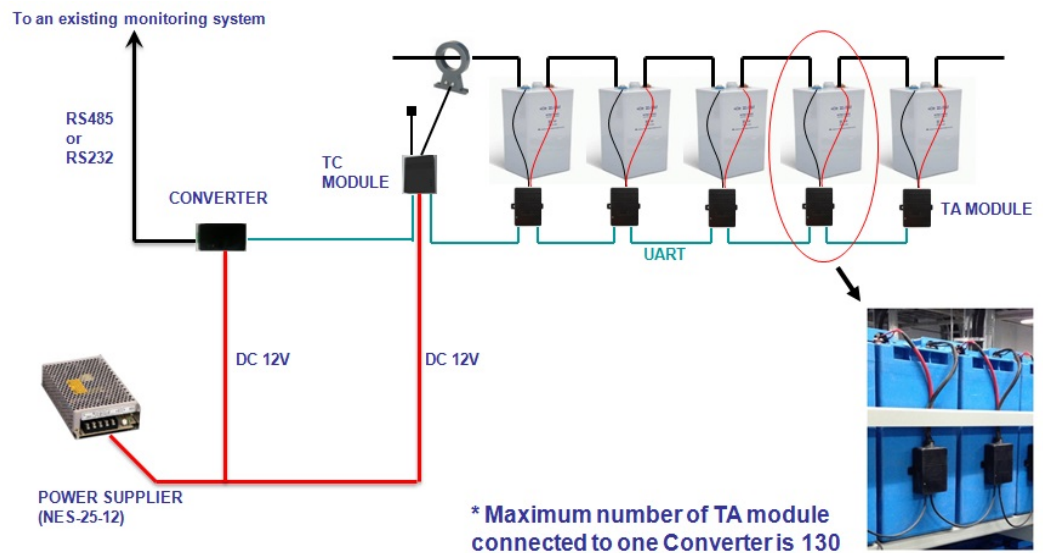 To an existing monitoring system
RS485
or
RS232
TC
MODULE
CONVERTER
TA MODULE
UART
DC 12V
DC 12V
POWER SUPPLIER
(NES-25-12)
* Maximum number of TA module
connected to one Converter is 130